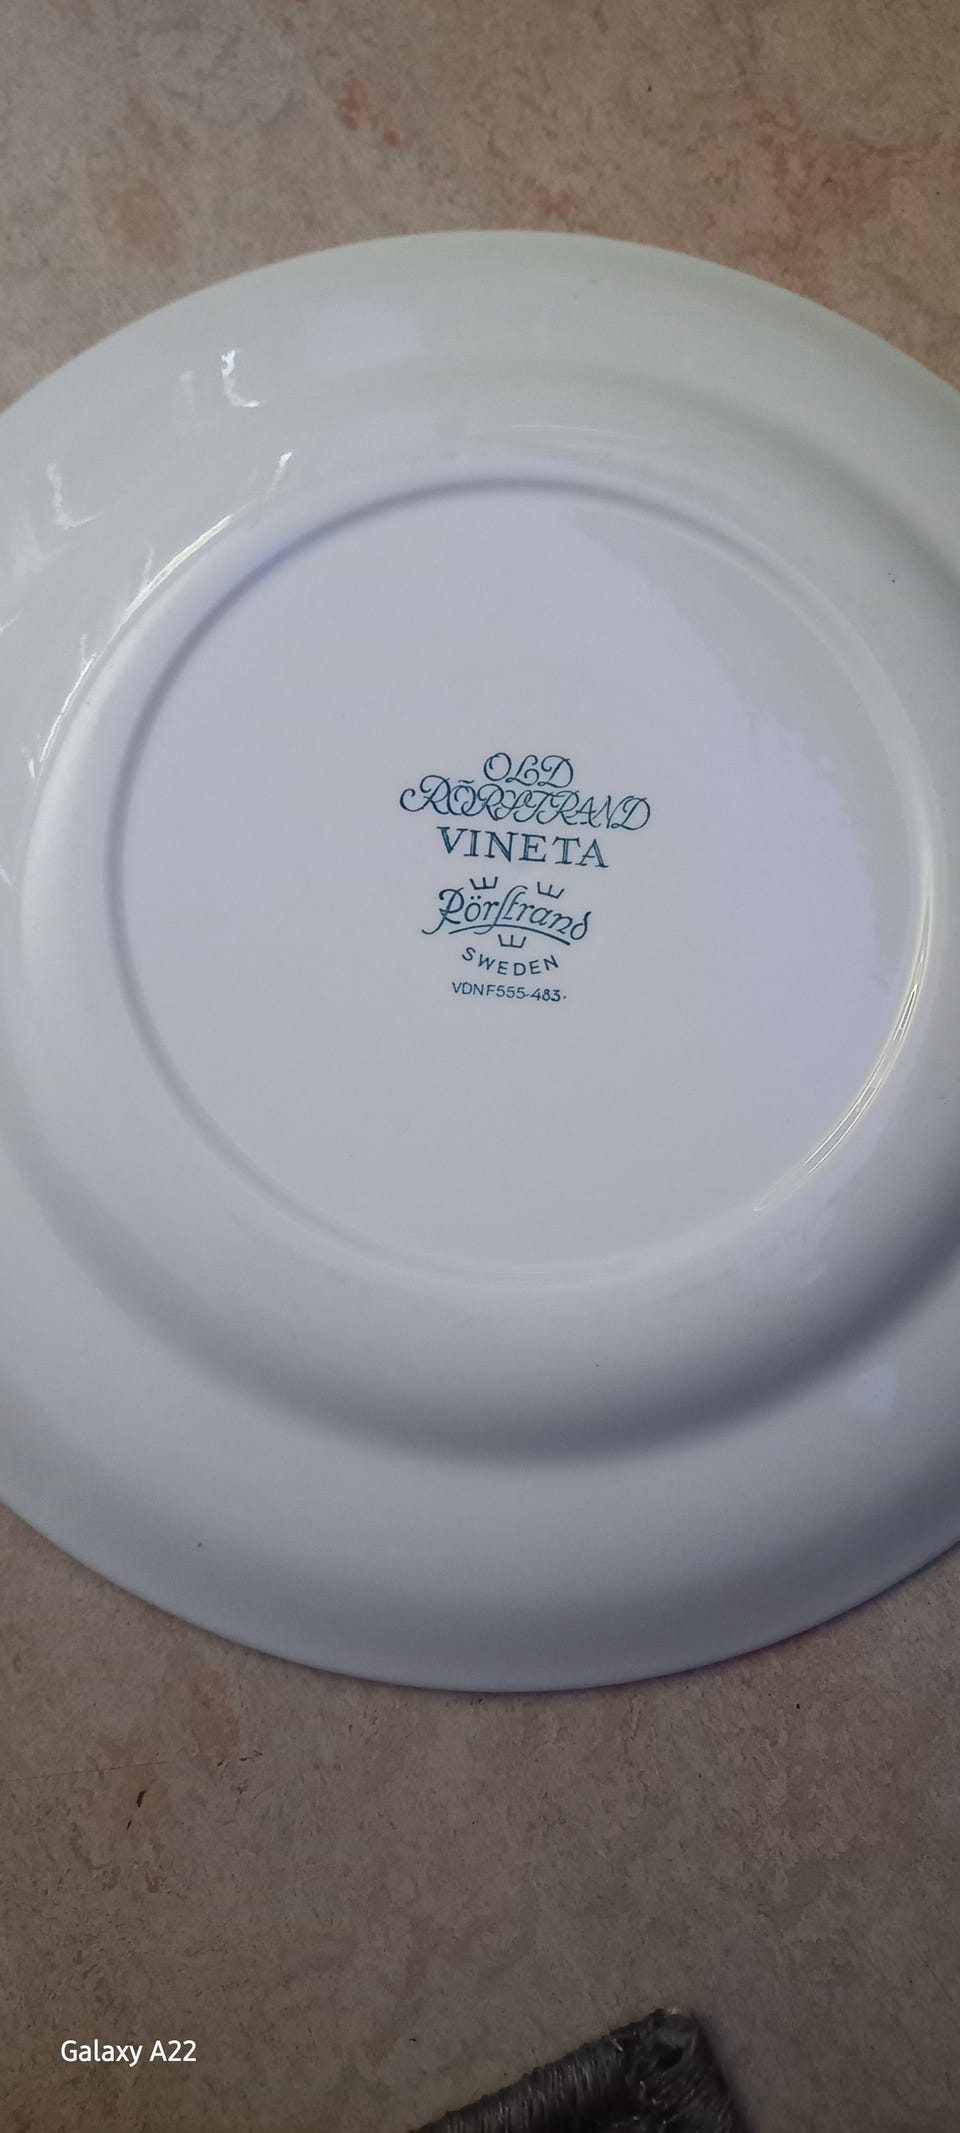 OLD
RÖRSTRAND
VINETA
Rörstrand
SWEDEN
VDNF555-483·
Galaxy A22